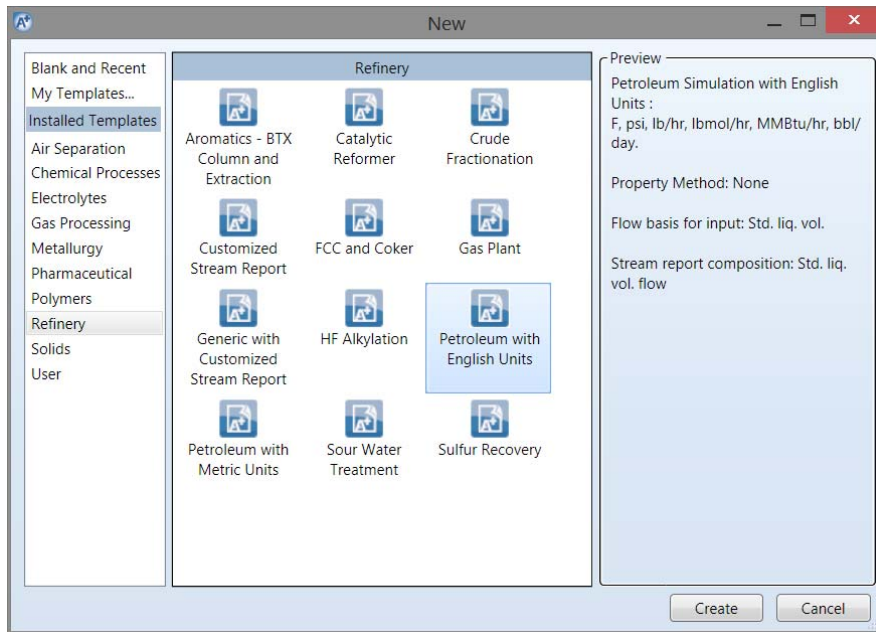 New
Blank and Recent
My Templates...
Installed Templates
Air Separation
Chemical Processes
Electrolytes
Gas Processing
Metallurgy
Pharmaceutical
Polymers
Refinery
Solids
User
Refinery
Aromatics - BTX
Column and
Extraction
Catalytic
Reformer
Crude
Fractionation
Customized
Stream Report
FCC and Coker
Gas Plant
Generic with
Customized
Stream Report
HF Alkylation
Petroleum with
English Units
Petroleum with
Metric Units
Sour Water
Treatment
Sulfur Recovery
Preview
Petroleum Simulation with English
Units :
F, psi, lb/hr, lbmol/hr, MMBtu/hr, bbl/
day.
Property Method: None
Flow basis for input: Std. liq. vol.
Stream report composition: Std. liq.
vol. flow
Create
Cancel